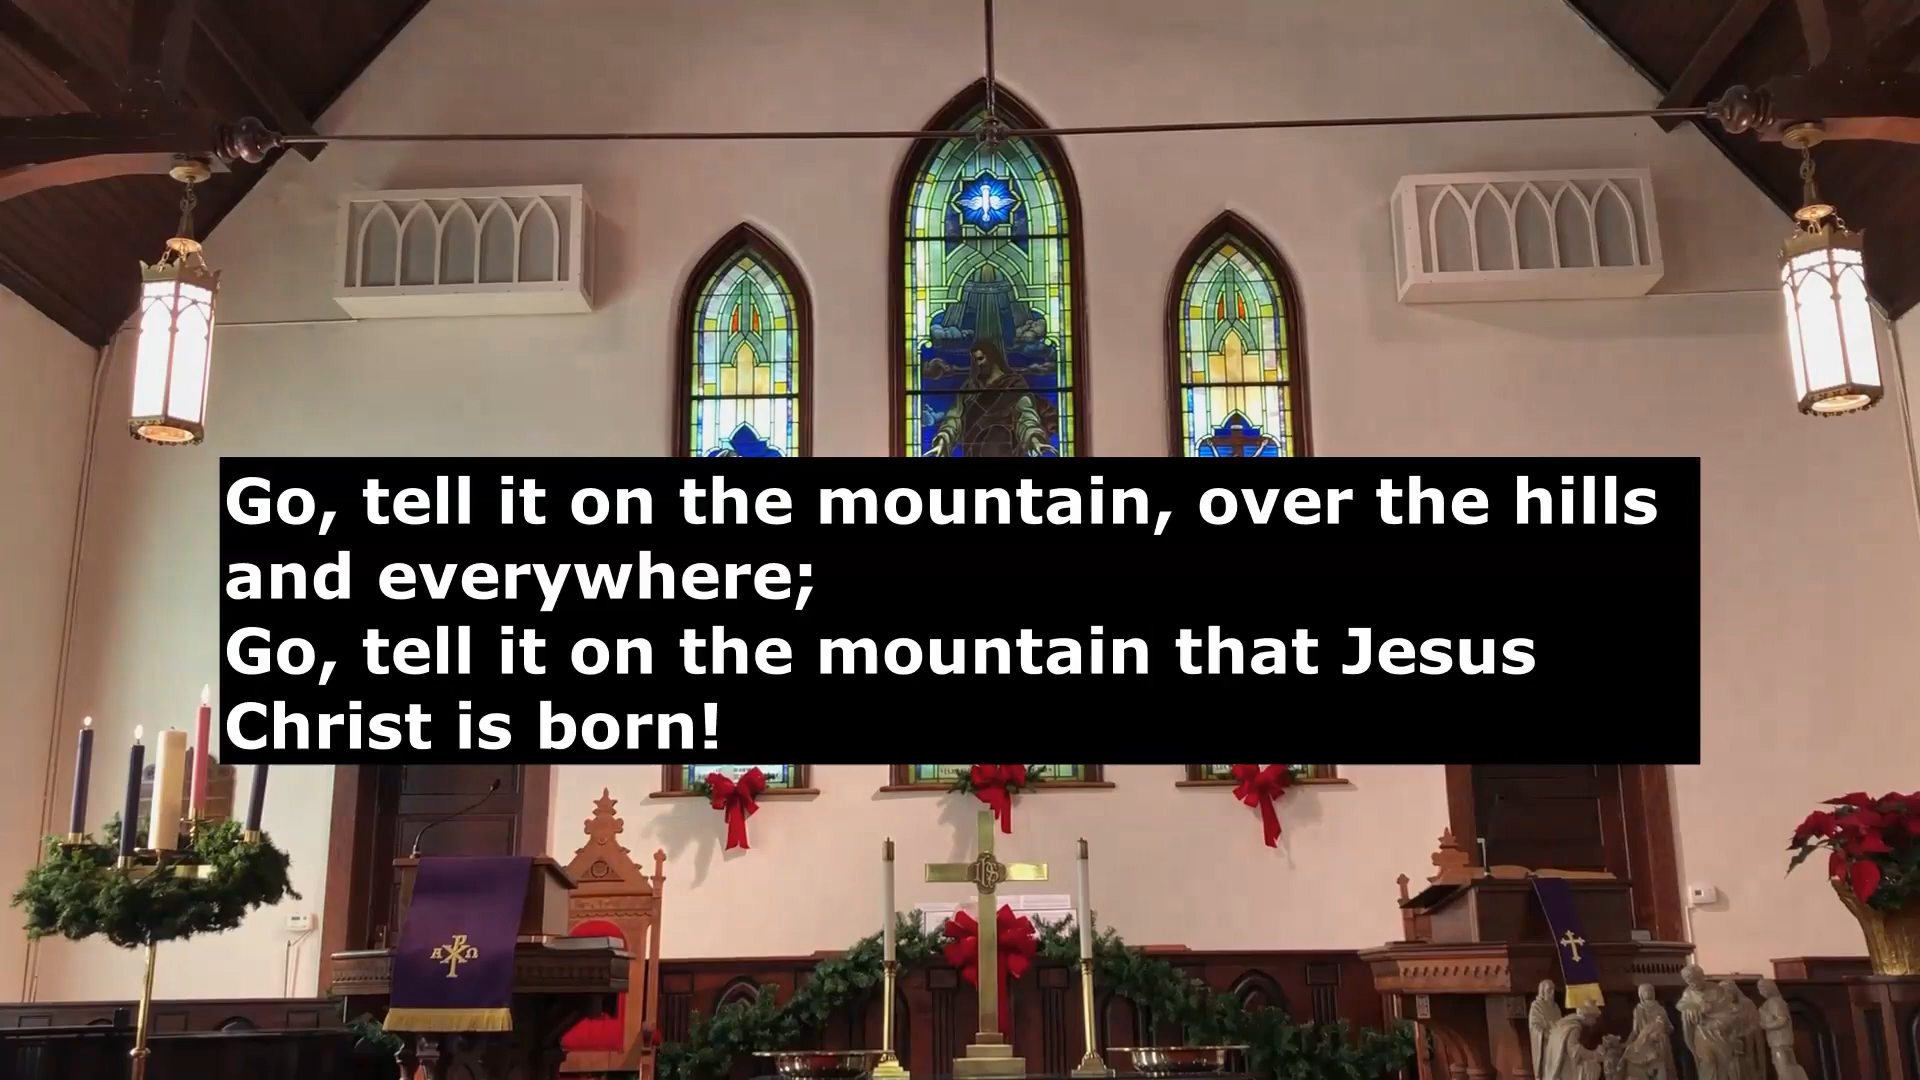 Go, tell it on the mountain, over the hills
and everywhere;
Go, tell it on the mountain that Jesus
Christ is born!
IHS